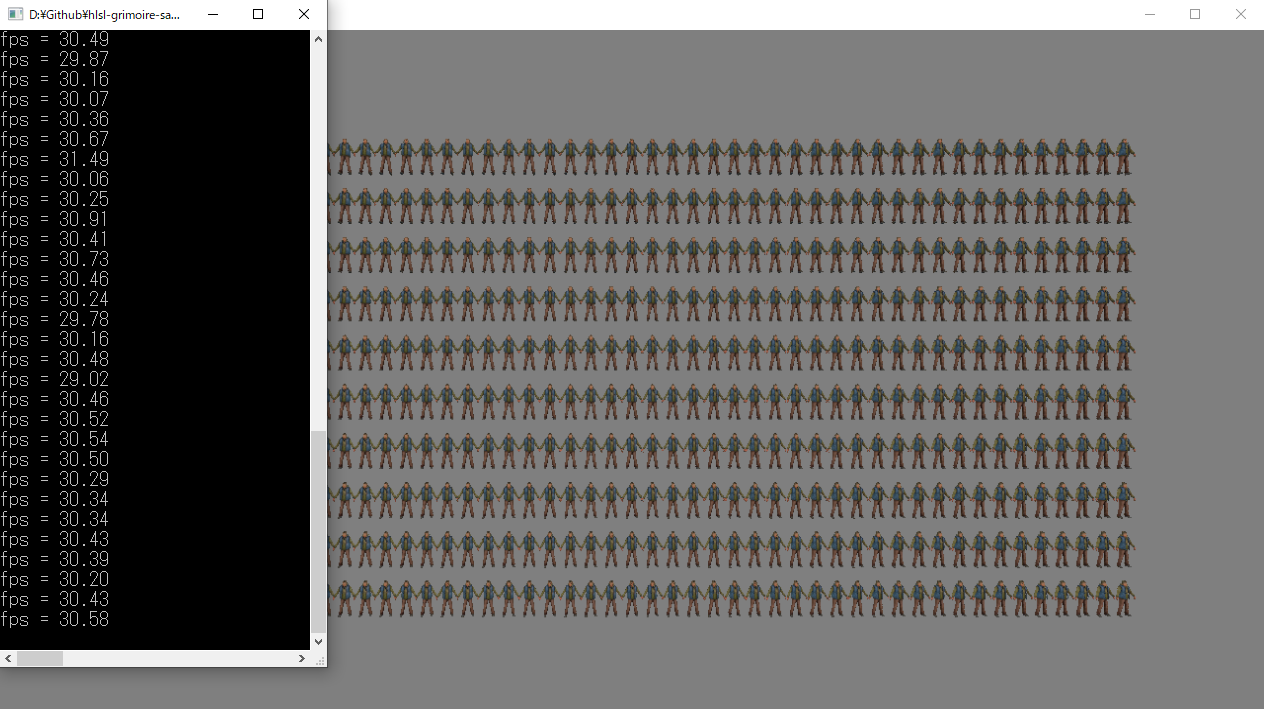 D:¥Github¥hlsl-grimoire-sa...
fps = 30.49
fps = 29.87
fps = 30.16
fps = 30.07
fps = 30.36
fps = 30.67
fps = 31.49
fps = 30.06
fps = 30.25
fps = 30.91
fps = 30.41
fps = 30.73
fps = 30.46
fps = 30.24
fps = 29.78
fps = 30.16
fps = 30.48
fps = 29.02
fps = 30.46
fps = 30.52
fps = 30.54
fps = 30.50
fps = 30.29
fps = 30.34
fps = 30.34
fps = 30.43
fps = 30.39
fps = 30.20
fps = 30.43
fps = 30.58